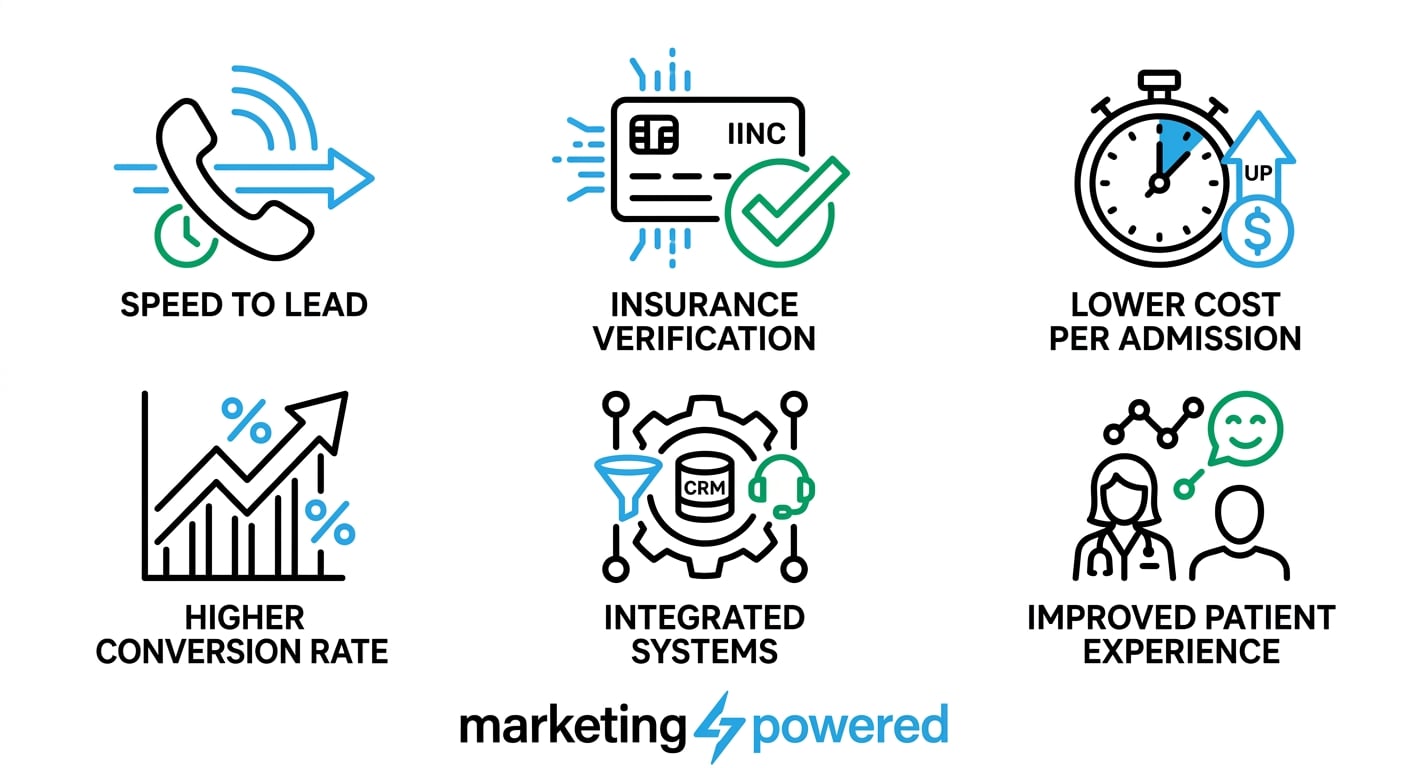 IINC
UP
$
SPEED TO LEAD
INSURANCE
VERIFICATION
LOWER COST
PER ADMISSION
%
%
CRM
HIGHER
CONVERSION RATE
INTEGRATED
SYSTEMS
IMPROVED PATIENT
EXPERIENCE
marketing powered